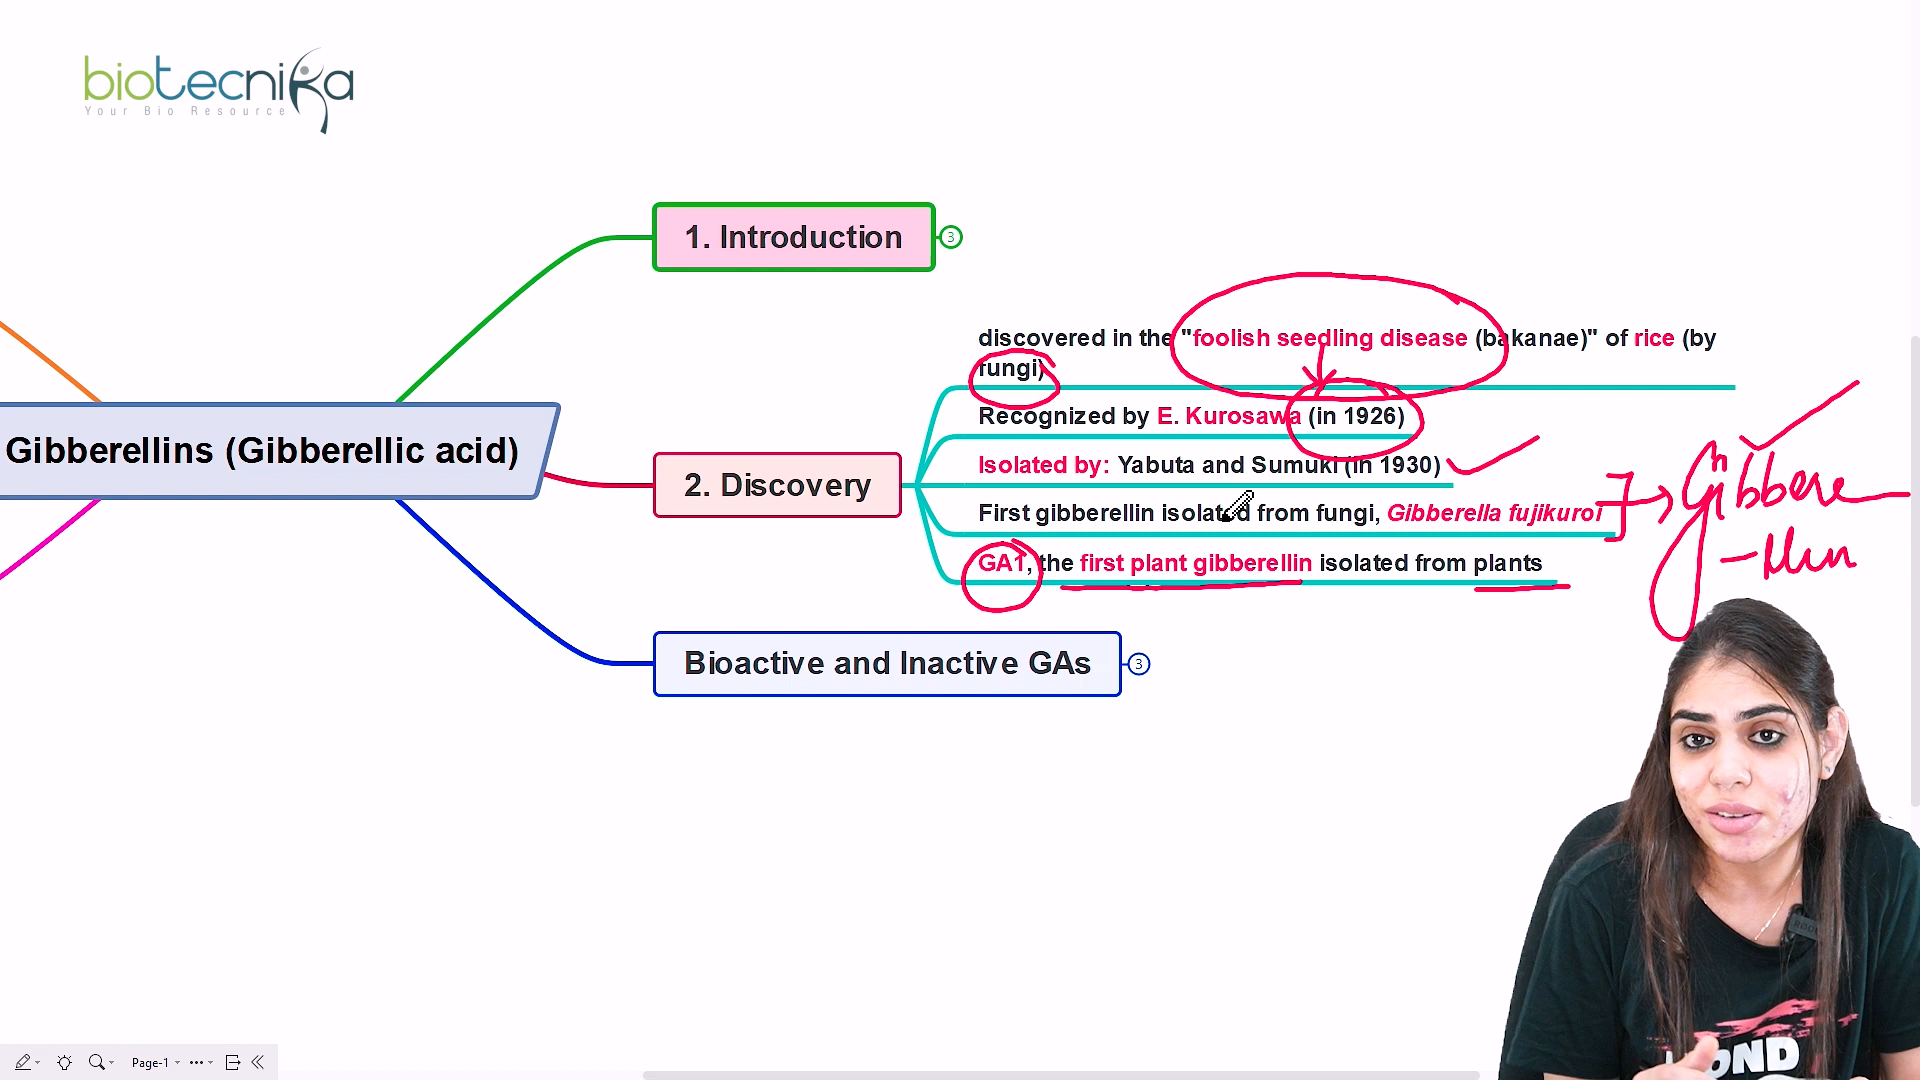 biotecnika
Your Bio Resource
1. Introduction
3
discovered in the "foolish seedling disease (bakanae)" of rice (by
fungi)
Recognized by E. Kurosawa (in 1926)
Isolated by: Yabuta and Sumuki (in 1930)
First gibberellin isolated from fungi, Gibberella fujikuroi
GA1, the first plant gibberellin isolated from plants
Gibbere
-llin
Gibberellins (Gibberellic acid)
2. Discovery
Bioactive and Inactive GAs
3
Page-1